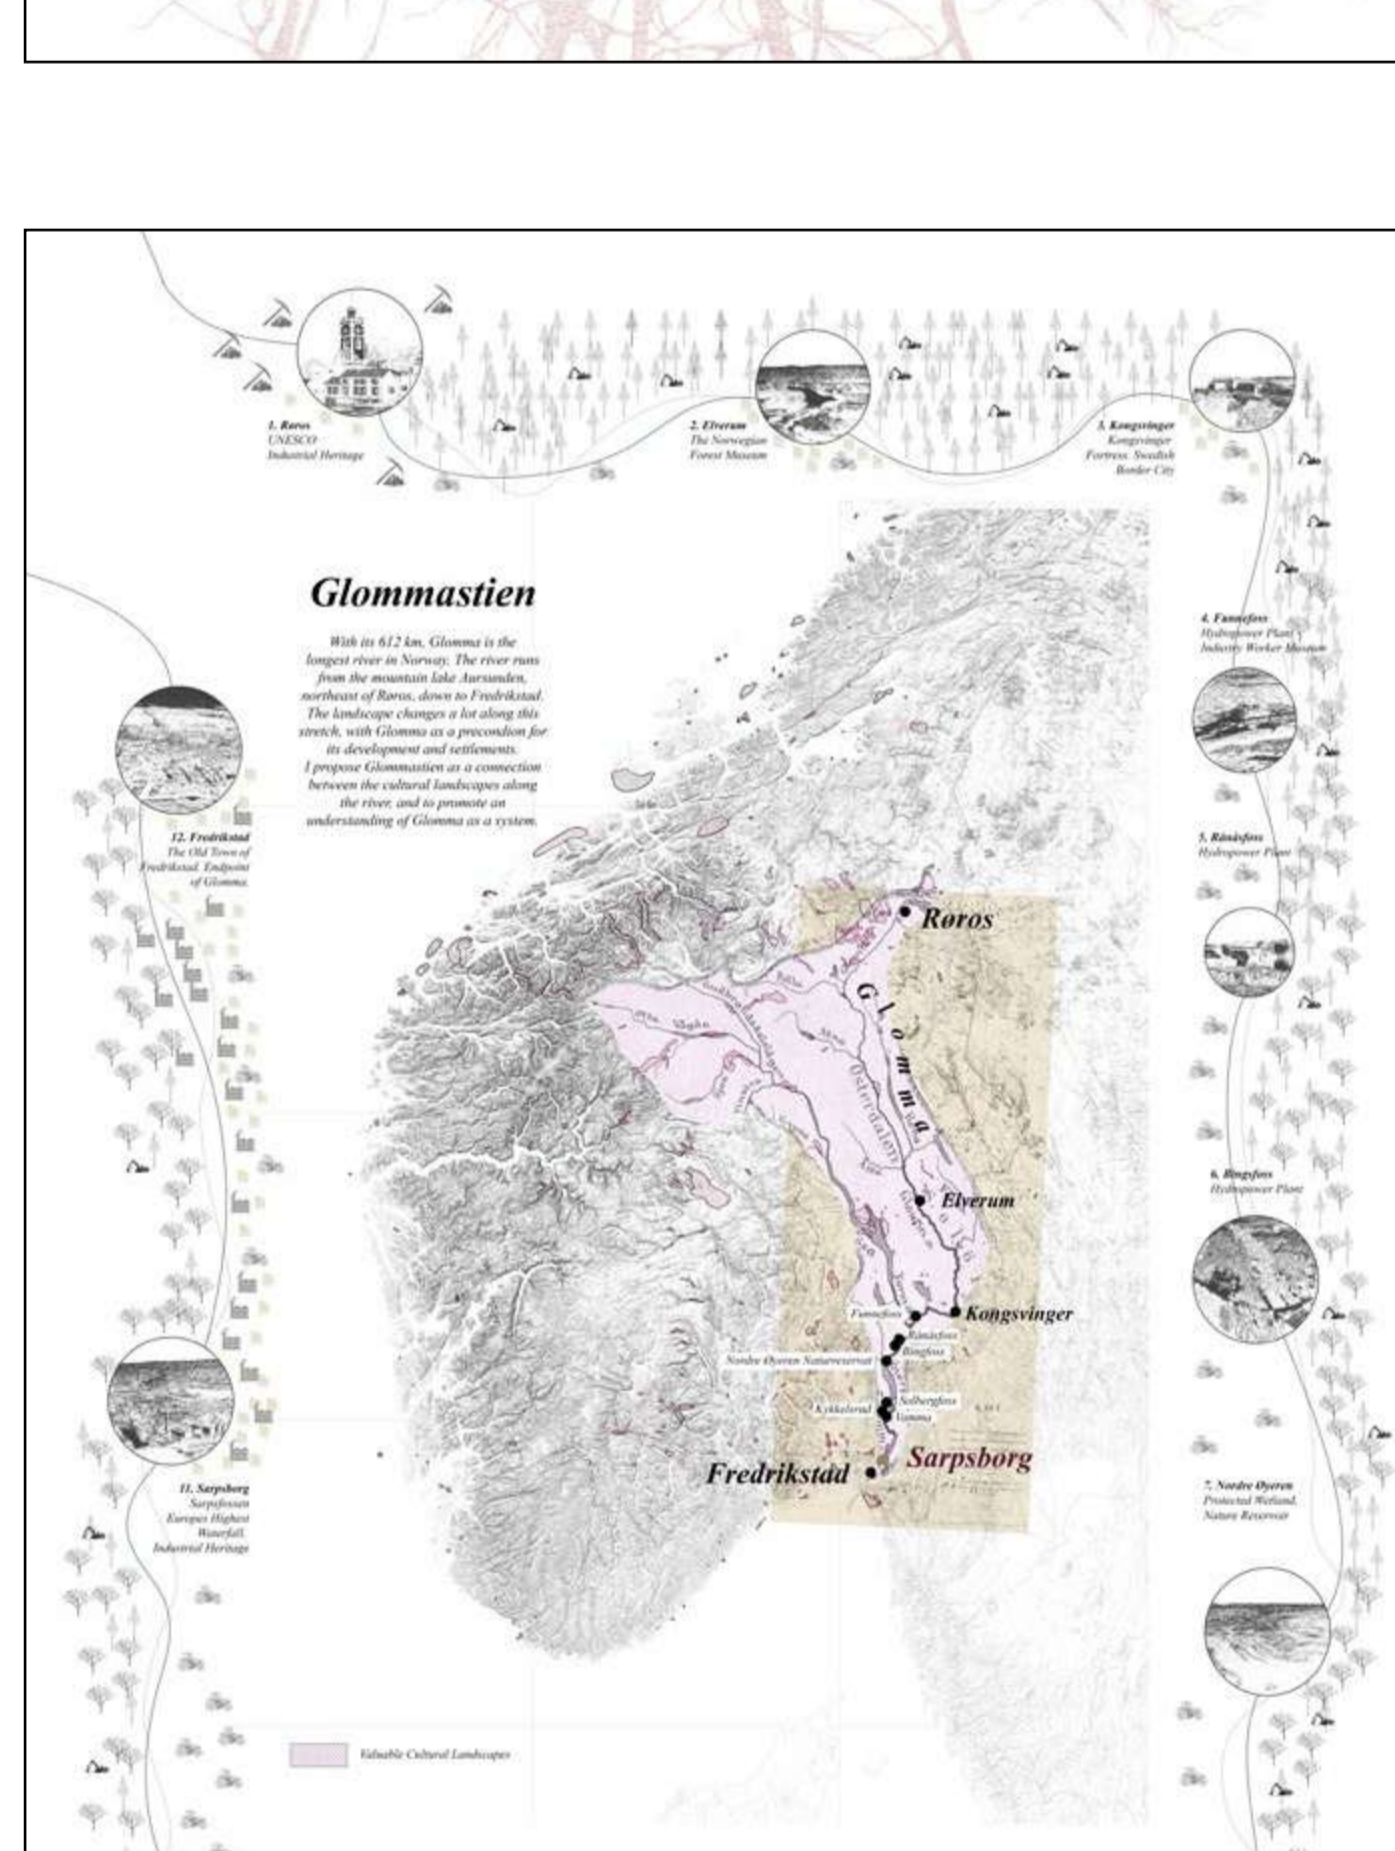 1. Røros
UNESCO
Industrial Heritage
2. Elverum
The Norwegian
Forest Museum
3. Kongsvinger
Kongsvinger
Fortress. Swedish
Border City
Glommastien
With its 612 km, Glomma is the
longest river in Norway. The river runs
from the mountain lake Aursunden,
northeast of Røros, down to Fredrikstad.
The landscape changes a lot along this
stretch, with Glomma as a precondion for
its development and settlements.
I propose Glommastien as a connection
between the cultural landscapes along
the river, and to promote an
understanding of Glomma as a system.
4. Funnefoss
Hydropower Plant
Industry Worker Museum
5. Rånåsfoss
Hydropower Plant
6. Bingsfoss
Hydropower Plant
7. Nordre Øyeren
Protected Wetland.
Nature Reservoir
12. Fredrikstad
The Old Town of
Fredrikstad. Endpoint
of Glomma.
11. Sarpsborg
Sarpsfossen
Europes Highest
Waterfall.
Industrial Heritage
Røros
Glomma
Østerdalen
Elverum
Kongsvinger
Funnefoss
Rånåsfoss
Bingfoss
Nordre Øyeren Naturreservat
Solbergfoss
Kykkelsrud
Vamma
Sarpsborg
Fredrikstad
Valuable Cultural Landscapes